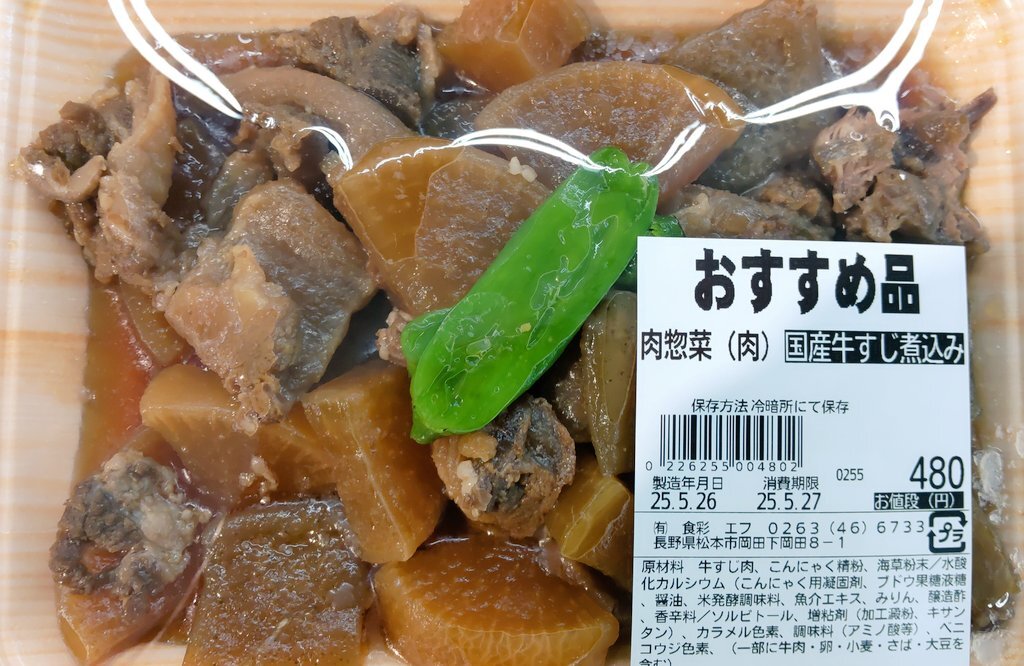 おすすめ品
肉惣菜（肉）国産牛すじ煮込み
保存方法 冷暗所にて保存
0 226255 004802
製造年月日 消費期限 0255 480
25.5.26 25.5.27 お値段（円）
㈲ 食彩 エフ 0263(46)6733 プラ
長野県松本市岡田下岡田8－1
原材料 牛すじ肉、こんにゃく精粉、海草粉末／水酸
化カルシウム（こんにゃく用凝固剤、ブドウ果糖液糖
、醤油、米発酵調味料、魚介エキス、みりん、醸造酢
、香辛料／ソルビトール、増粘剤（加工澱粉、キサン
タン）、カラメル色素、調味料（アミノ酸等）、ベニ
コウジ色素、（一部に牛肉・卵・小麦・さば・大豆を
含む）